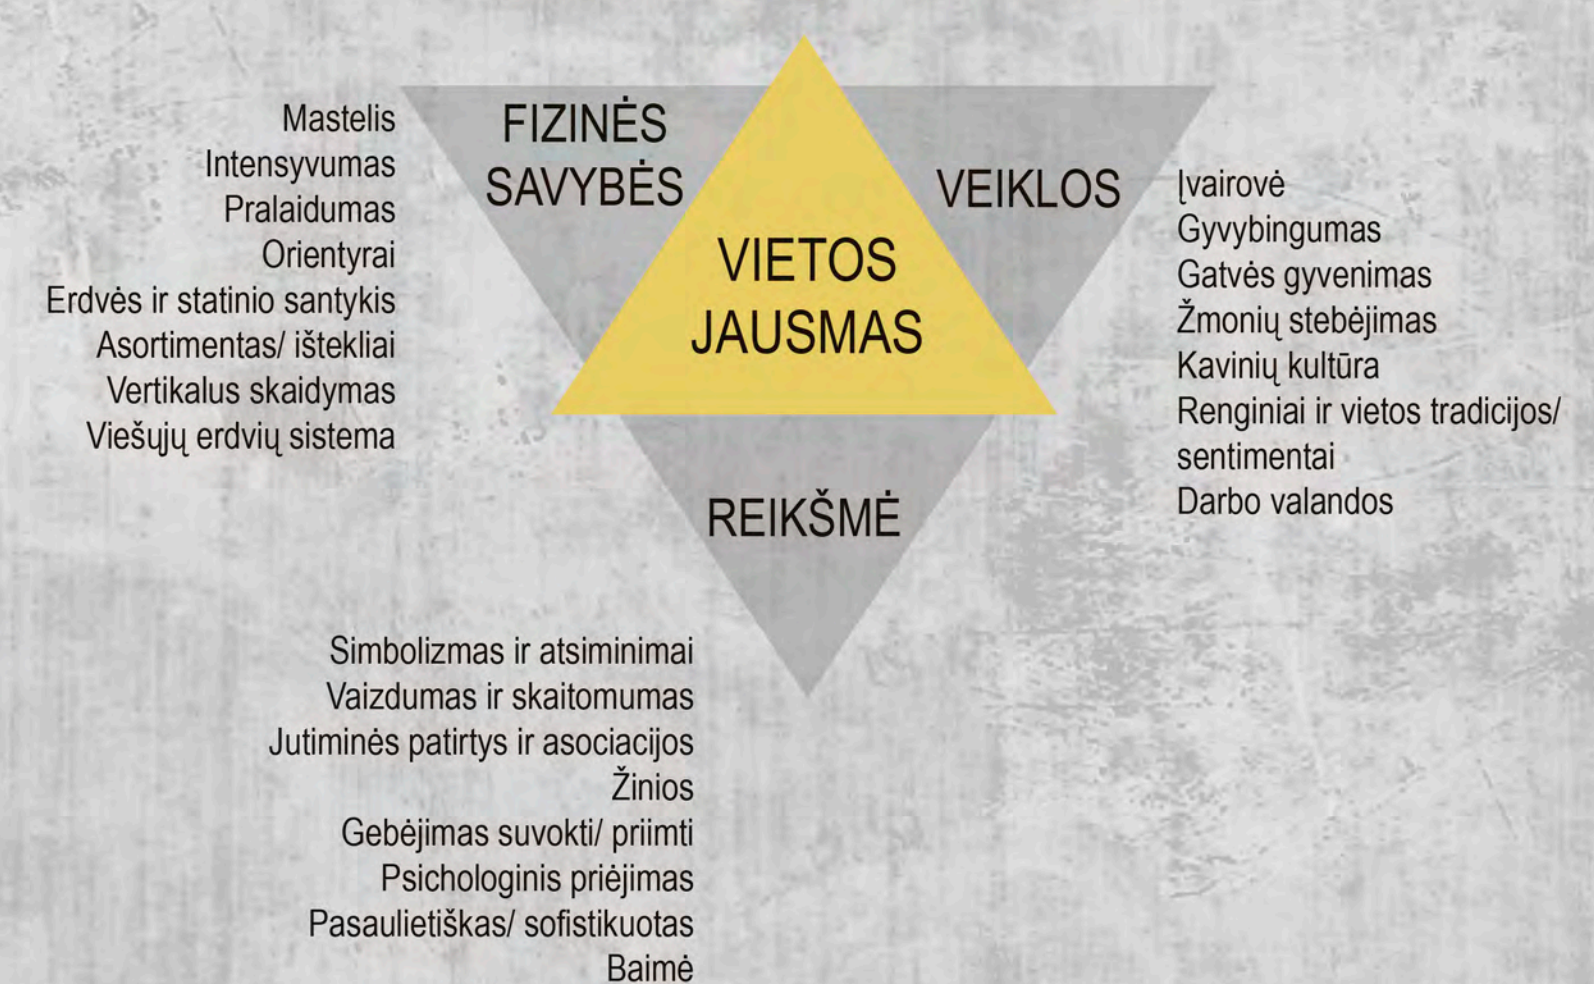 Mastelis
Intensyvumas
Pralaidumas
Orientyrai
Erdvės ir statinio santykis
Asortimentas/ ištekliai
Vertikalus skaidymas
Viešųjų erdvių sistema
FIZINĖS
SAVYBĖS
VIETOS
JAUSMAS
VEIKLOS
Įvairovė
Gyvybingumas
Gatvės gyvenimas
Žmonių stebėjimas
Kavinių kultūra
Renginiai ir vietos tradicijos/
sentimentai
Darbo valandos
REIKŠMĖ
Simbolizmas ir atsiminimai
Vaizdumas ir skaitomumas
Jutiminės patirtys ir asociacijos
Žinios
Gebėjimas suvokti/ priimti
Psichologinis priėjimas
Pasaulietiškas/ sofistikuotas
Baimė